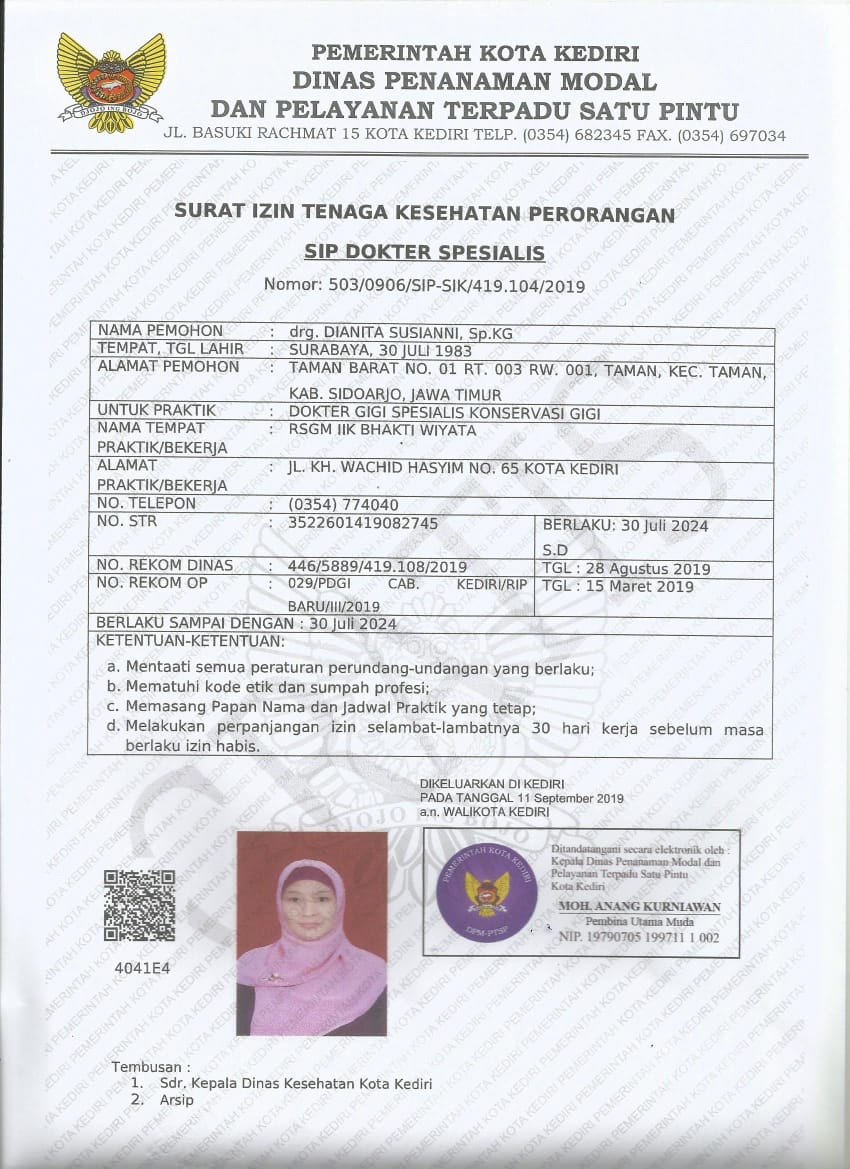 PEMERINTAH KOTA KEDIRI
DINAS PENANAMAN MODAL
DAN PELAYANAN TERPADU SATU PINTU
JL. BASUKI RACHMAT 15 KOTA KEDIRI TELP. (0354) 682345 FAX. (0354) 697034
DJOJO ING BOJO
SURAT IZIN TENAGA KESEHATAN PERORANGAN
SIP DOKTER SPESIALIS
Nomor: 503/0906/SIP-SIK/419.104/2019
NAMA PEMOHON : drg. DIANITA SUSIANNI, Sp.KG
TEMPAT, TGL LAHIR : SURABAYA, 30 JULI 1983
ALAMAT PEMOHON : TAMAN BARAT NO. 01 RT. 003 RW. 001, TAMAN, KEC. TAMAN,
KAB. SIDOARJO, JAWA TIMUR
UNTUK PRAKTIK : DOKTER GIGI SPESIALIS KONSERVASI GIGI
NAMA TEMPAT : RSGM IIK BHAKTI WIYATA
PRAKTIK/BEKERJA
ALAMAT : JL. KH. WACHID HASYIM NO. 65 KOTA KEDIRI
PRAKTIK/BEKERJA
NO. TELEPON : (0354) 774040
NO. STR : 3522601419082745 BERLAKU: 30 Juli 2024
S.D
NO. REKOM DINAS : 446/5889/419.108/2019 TGL : 28 Agustus 2019
NO. REKOM OP : 029/PDGI CAB. KEDIRI/RIP TGL : 15 Maret 2019
BARU/III/2019
BERLAKU SAMPAI DENGAN : 30 Juli 2024
KETENTUAN-KETENTUAN:
a. Mentaati semua peraturan perundang-undangan yang berlaku;
b. Mematuhi kode etik dan sumpah profesi;
c. Memasang Papan Nama dan Jadwal Praktik yang tetap;
d. Melakukan perpanjangan izin selambat-lambatnya 30 hari kerja sebelum masa
berlaku izin habis.
DIKELUARKAN DI KEDIRI
PADA TANGGAL 11 September 2019
a.n. WALIKOTA KEDIRI
PEMERINTAH KOTA KEDIRI
DPM-PTSP
Ditandatangani secara elektronik oleh :
Kepala Dinas Penanaman Modal dan
Pelayanan Terpadu Satu Pintu
Kota Kediri
MOH. ANANG KURNIAWAN
Pembina Utama Muda
NIP. 19790705 199711 1 002
4041E4
Tembusan :
1. Sdr. Kepala Dinas Kesehatan Kota Kediri
2. Arsip